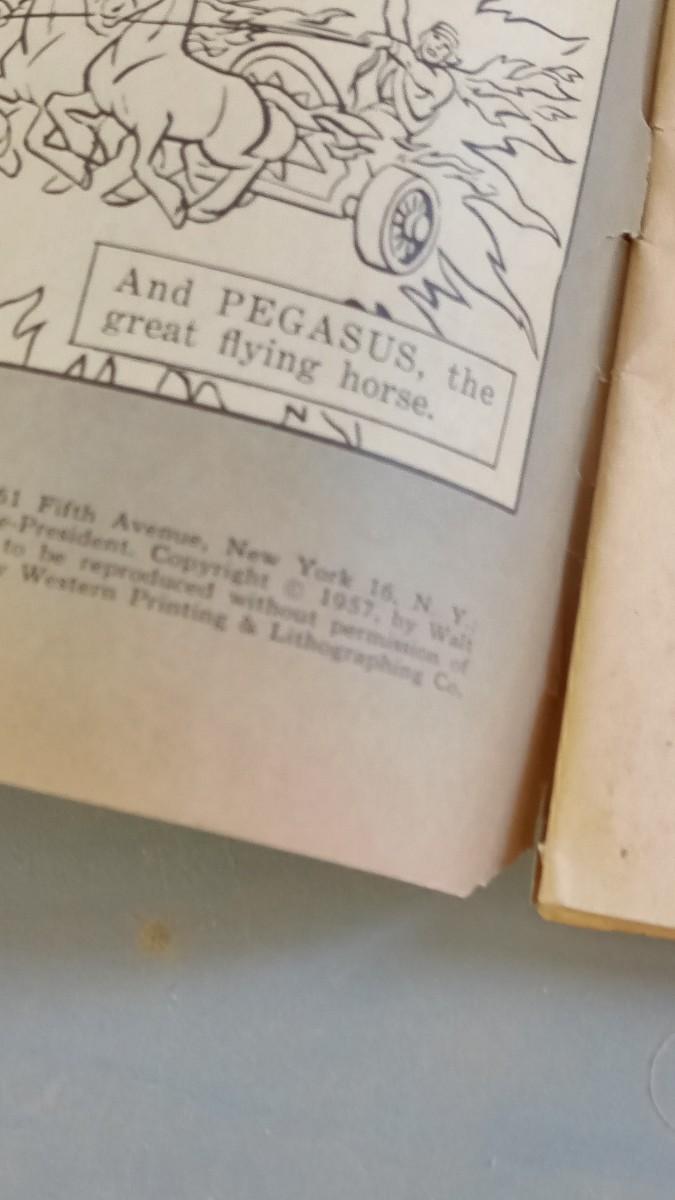 And PEGASUS, the
great flying horse.
61 Fifth Avenue, New York 16, N. Y.;
e-President. Copyright © 1957, by Walt
to be reproduced without permission of
y Western Printing & Lithographing Co.